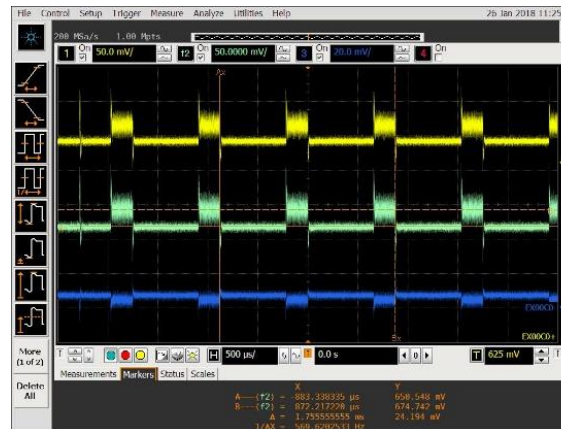 File Control Setup Trigger Measure Analyze Utilities Help 26 Jan 2018 11:25
200 MSa/s 1.00 Mpts
1 On 50.0 mV/ f2 On 50.0000 mV/ 3 On 20.0 mV/ 4 On
Ax
Bx
More
(1 of 2)
Delete
All
T H 500 µs/ 0.0 s 0 T 625 mV
Measurements Markers Status Scales
X Y
A---(f2) = -883.338335 µs 650.548 mV
B---(f2) = 872.217220 µs 674.742 mV
Δ = 1.755555555 ms 24.194 mV
1/ΔX = 569.6202533 Hz